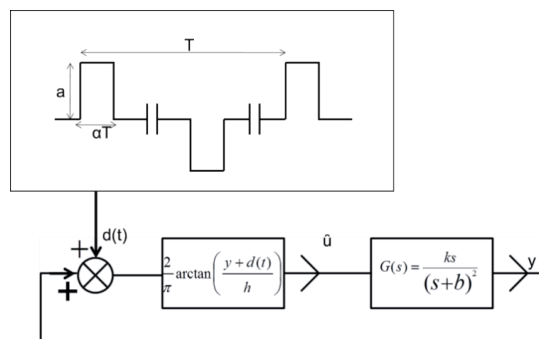 T
a
αT
+
d(t)
+
+
2/π arctan((y + d(t))/h)
û
G(s) = ks/(s+b)²
y